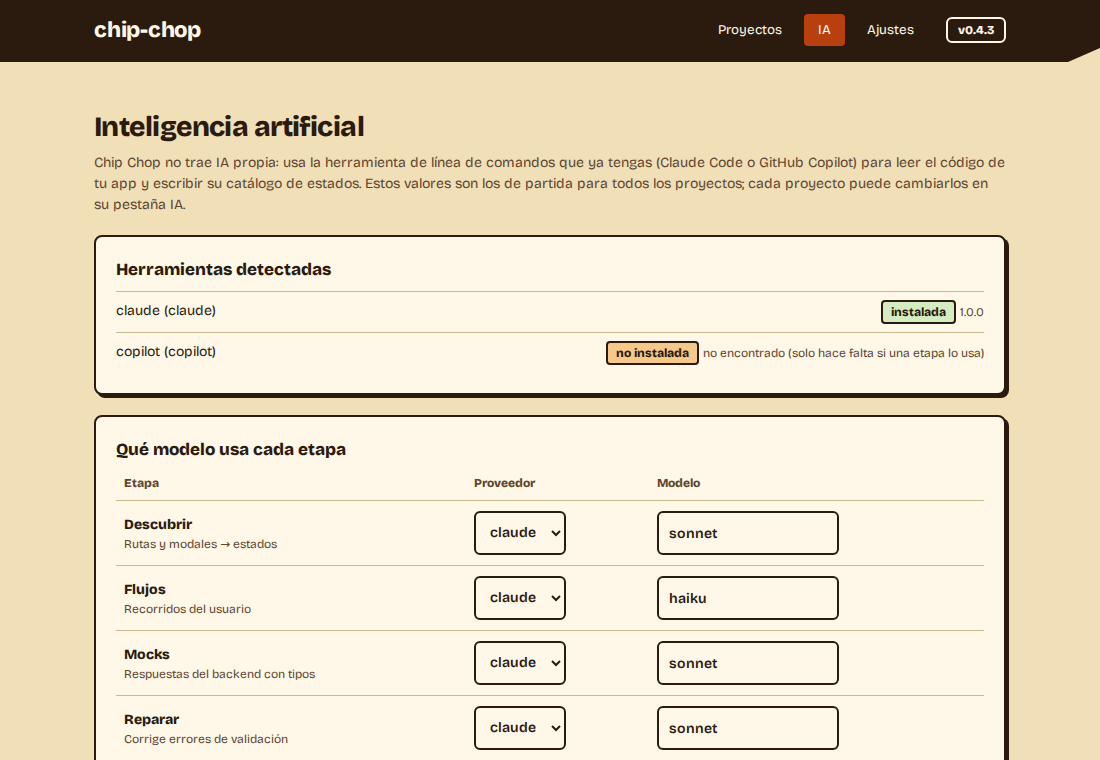 chip-chop
Proyectos IA Ajustes v0.4.3
Inteligencia artificial
Chip Chop no trae IA propia: usa la herramienta de línea de comandos que ya tengas (Claude Code o GitHub Copilot) para leer el código de
tu app y escribir su catálogo de estados. Estos valores son los de partida para todos los proyectos; cada proyecto puede cambiarlos en
su pestaña IA.
Herramientas detectadas
claude (claude) instalada 1.0.0
copilot (copilot) no instalada no encontrado (solo hace falta si una etapa lo usa)
Qué modelo usa cada etapa
Etapa Proveedor Modelo
Descubrir
Rutas y modales → estados
claude sonnet
Flujos
Recorridos del usuario
claude haiku
Mocks
Respuestas del backend con tipos
claude sonnet
Reparar
Corrige errores de validación
claude sonnet